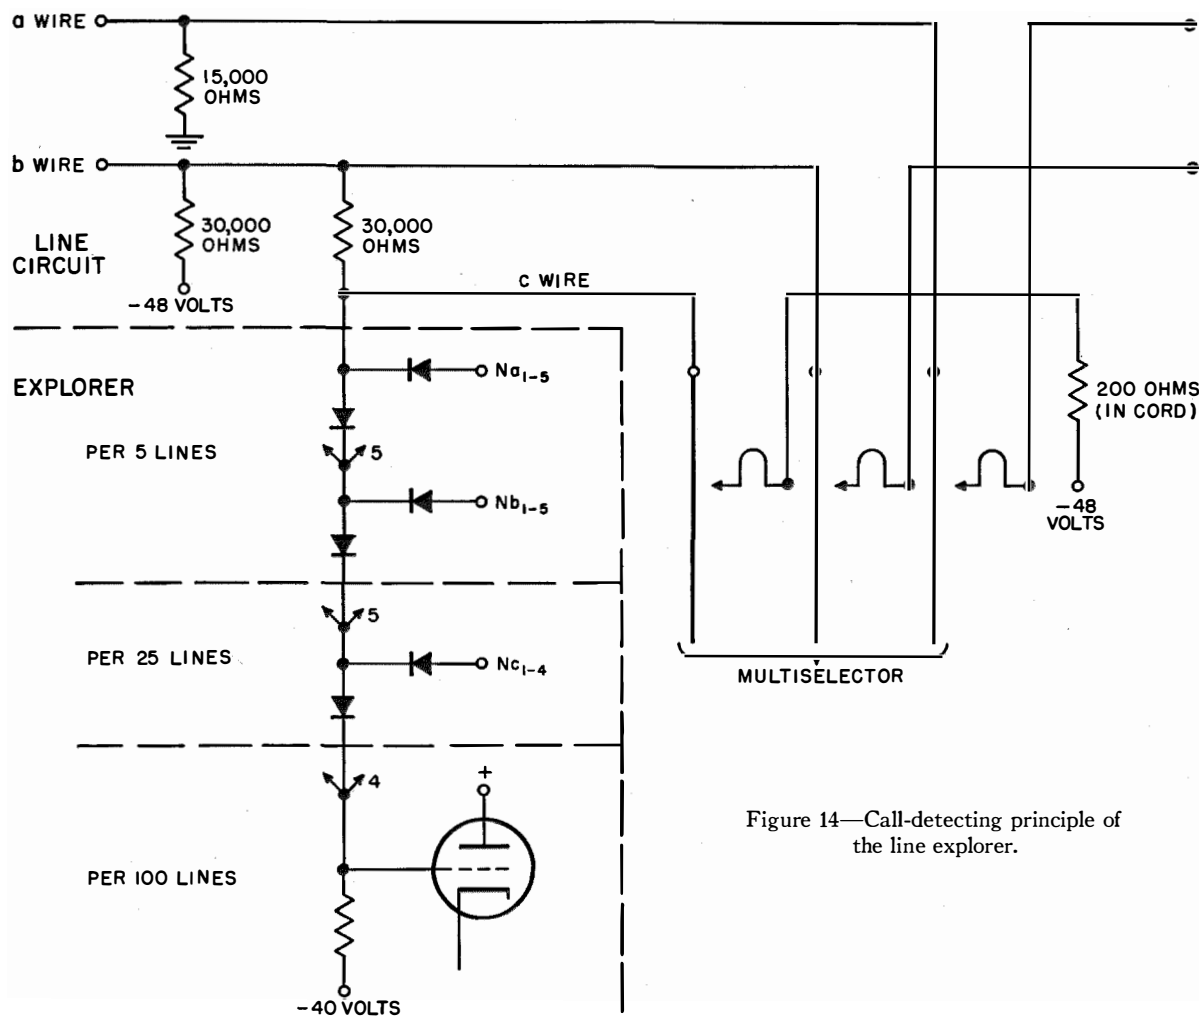 a WIRE
15,000
OHMS
b WIRE
30,000
OHMS
30,000
OHMS
LINE
CIRCUIT
-48 VOLTS
C WIRE
EXPLORER
Na1-5
200 OHMS
(IN CORD)
PER 5 LINES
5
Nb1-5
-48
VOLTS
5
PER 25 LINES
Nc1-4
MULTISELECTOR
4
+
Figure 14—Call-detecting principle of
the line explorer.
PER 100 LINES
-40 VOLTS